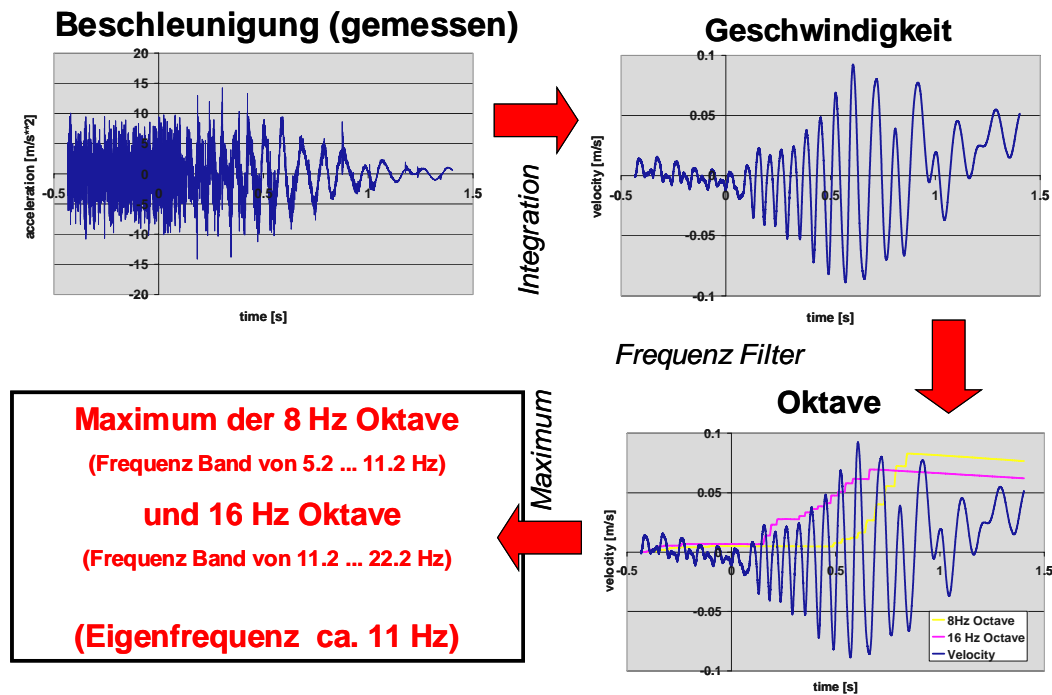 Beschleunigung (gemessen)
20
15
10
5
0
-5
-10
-15
-20
-0.5
0
0.5
1
1.5
acceleration [m/s**2]
time [s]
Integration
Geschwindigkeit
0.1
0.05
0
-0.05
-0.1
-0.5
0
0.5
1
1.5
velocity [m/s]
time [s]
Frequenz Filter
Oktave
0.1
0.05
0
-0.05
-0.1
-0.5
0
0.5
1
1.5
velocity [m/s]
time [s]
8Hz Octave
16 Hz Octave
Velocity
Maximum
Maximum der 8 Hz Oktave
(Frequenz Band von 5.2 ... 11.2 Hz)
und 16 Hz Oktave
(Frequenz Band von 11.2 ... 22.2 Hz)
(Eigenfrequenz ca. 11 Hz)